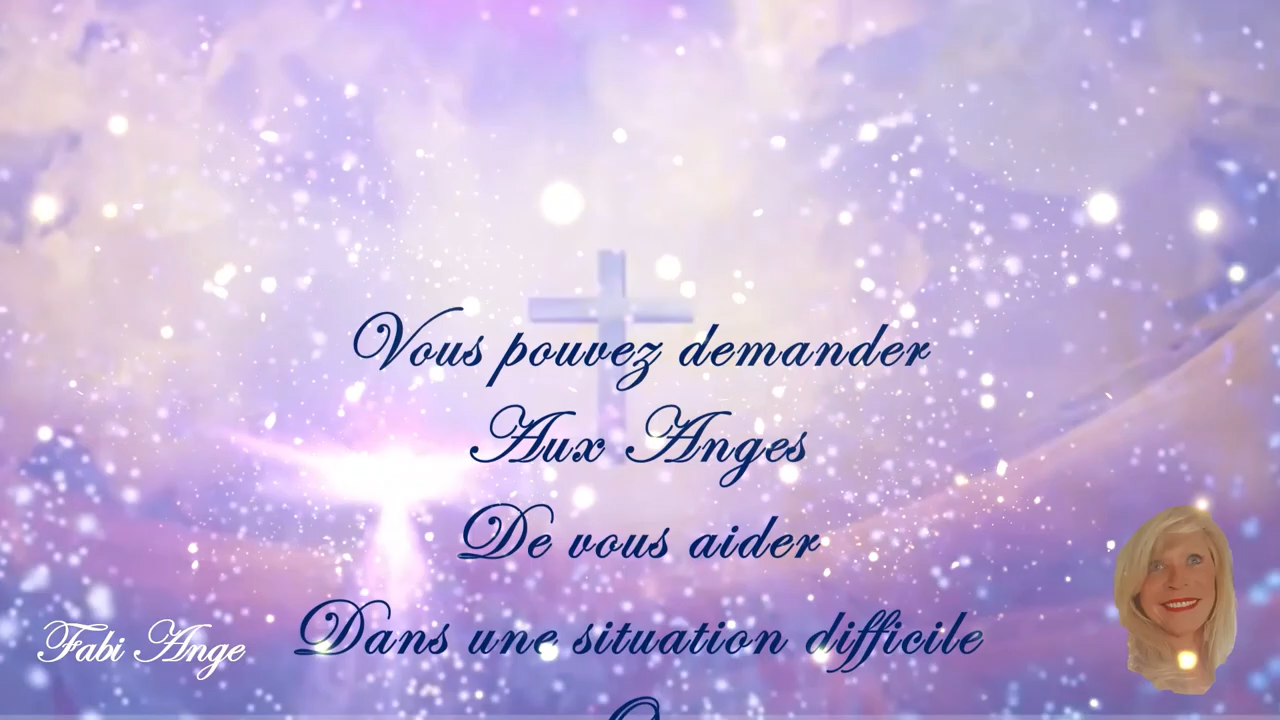 Vous pouvez demander
Aux Anges
De vous aider
Dans une situation difficile
Fabi Ange